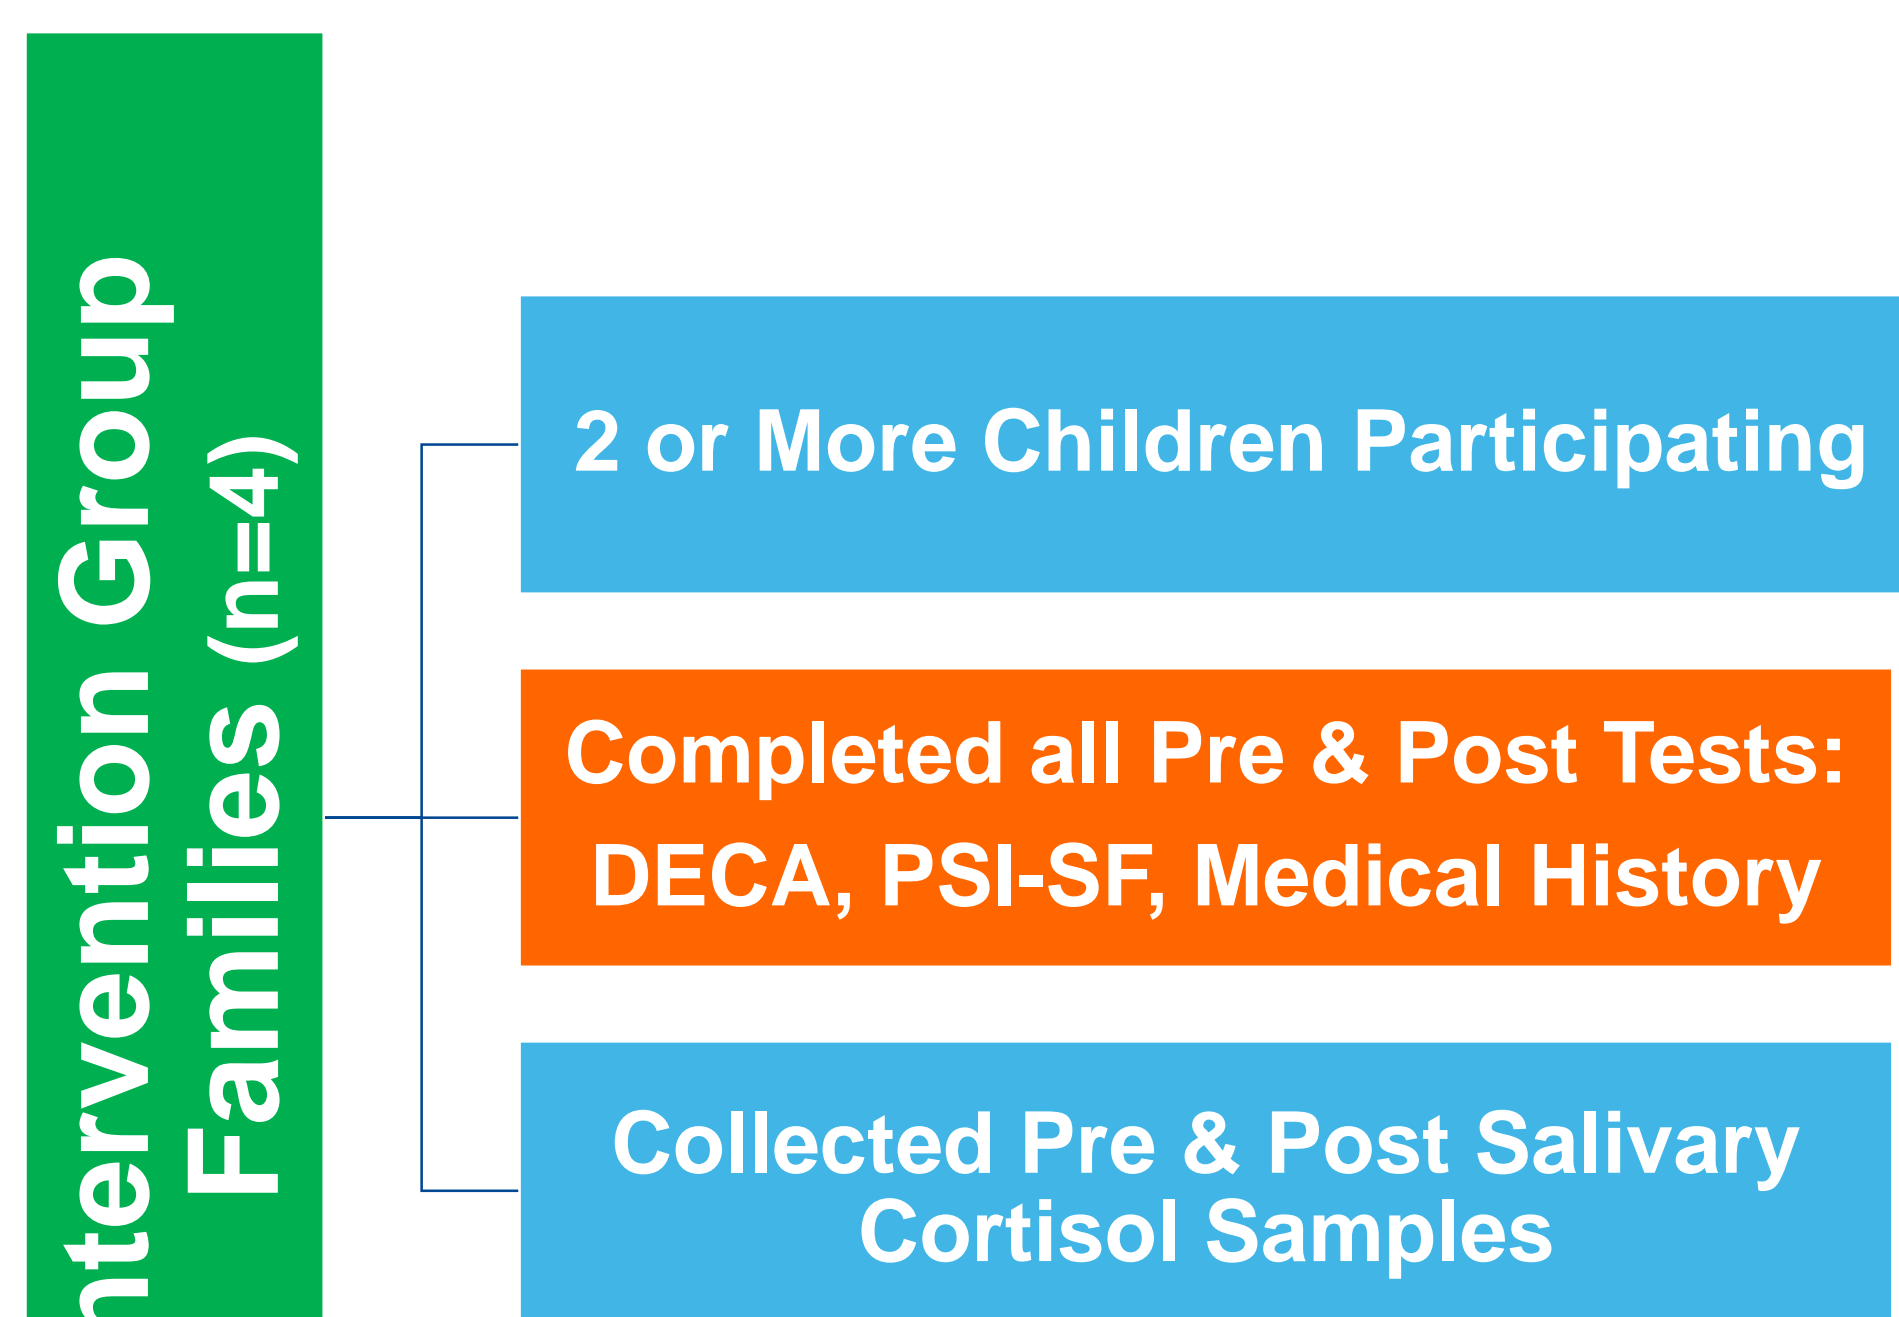 ntervention Group
Families (n=4)
2 or More Children Participating
Completed all Pre & Post Tests:
DECA, PSI-SF, Medical History
Collected Pre & Post Salivary
Cortisol Samples